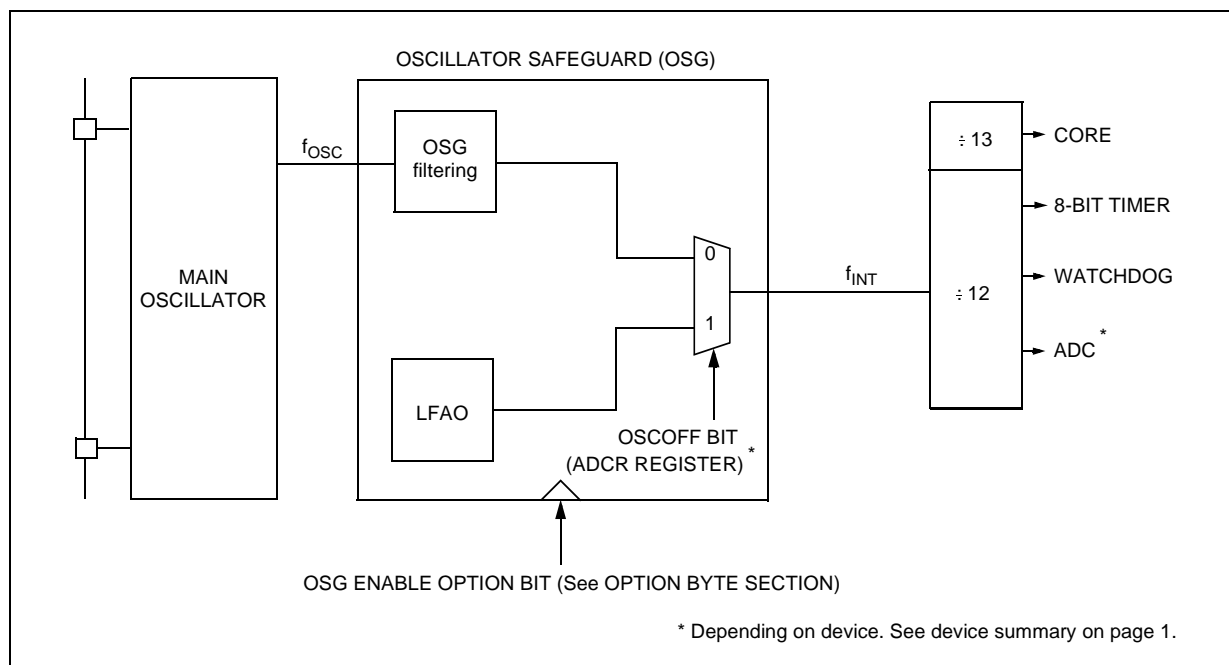 OSCILLATOR SAFEGUARD (OSG)
MAIN
OSCILLATOR
fOSC
OSG
filtering
LFAO
0
1
OSCOFF BIT
(ADCR REGISTER) *
fINT
÷ 13
÷ 12
CORE
8-BIT TIMER
WATCHDOG
ADC *
OSG ENABLE OPTION BIT (See OPTION BYTE SECTION)
* Depending on device. See device summary on page 1.